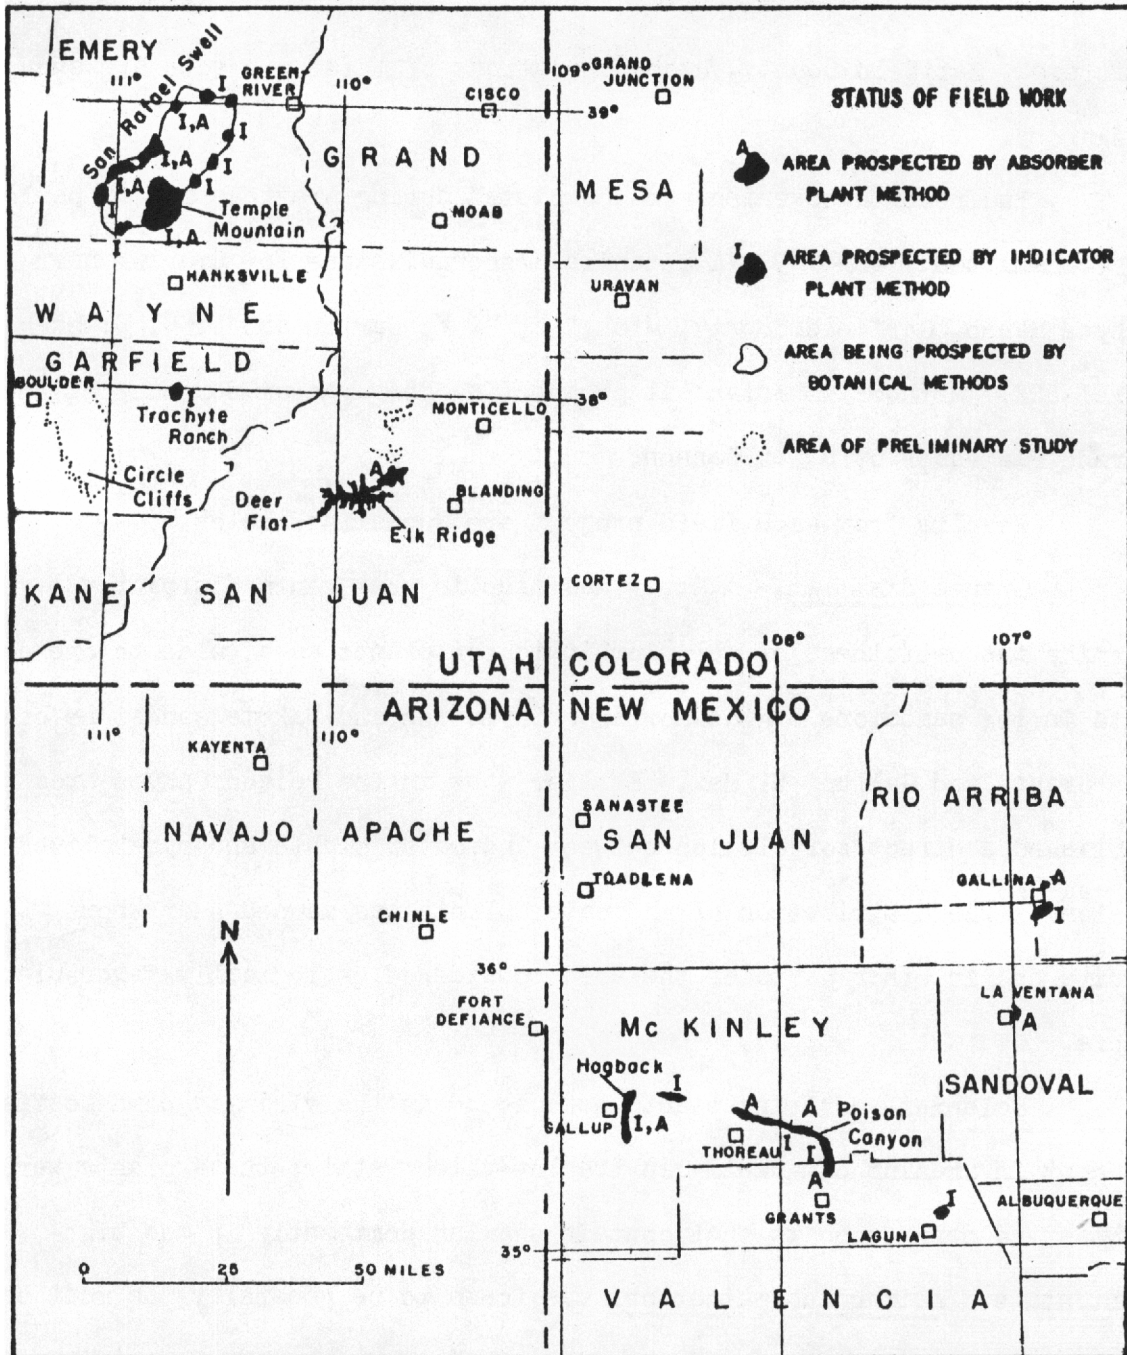 EMERY
San Rafael Swell
111°
GREEN-
RIVER
110°
CISCO
109°
GRAND
JUNCTION
39°
I
I
I,A
I
I,A
I
I,A
I
I
I
I,A
Temple
Mountain
GRAND
MOAB
MESA
HANKSVILLE
WAYNE
URAVAN
GARFIELD
BOULDER
I
Trachyte
Ranch
MONTICELLO
38°
Circle
Cliffs
Deer
Flat
A
BLANDING
Elk Ridge
CORTEZ
KANE
SAN JUAN
STATUS OF FIELD WORK
A
AREA PROSPECTED BY ABSORBER
PLANT METHOD
I
AREA PROSPECTED BY INDICATOR
PLANT METHOD
AREA BEING PROSPECTED BY
BOTANICAL METHODS
AREA OF PRELIMINARY STUDY
108°
107°
UTAH COLORADO
ARIZONA NEW MEXICO
111°
110°
KAYENTA
NAVAJO
APACHE
SANASTEE
SAN JUAN
RIO ARRIBA
TOADLENA
GALLINA
A
I
CHINLE
N
36°
FORT
DEFIANCE
LA VENTANA
A
Mc KINLEY
SANDOVAL
Hogback
I
GALLUP
I,A
A
A
Poison
Canyon
THOREAU
I
I
A
GRANTS
I
LAGUNA
ALBUQUERQUE
35°
0 25 50 MILES
VALENCIA